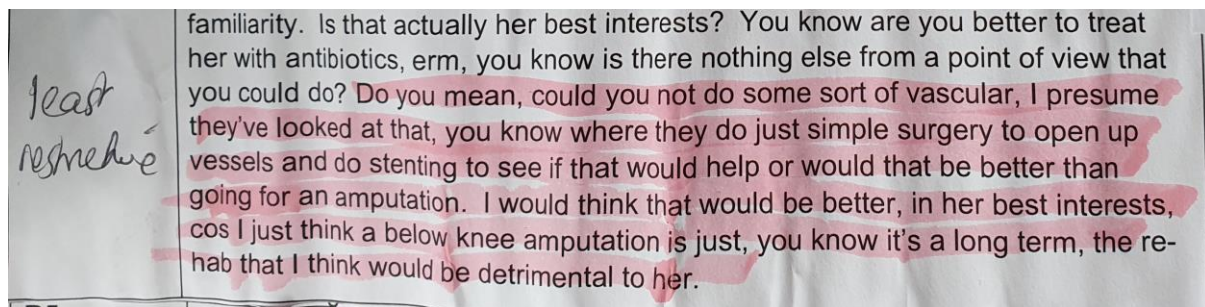 familiarity.  Is that actually her best interests?  You know are you better to treat
her with antibiotics, erm, you know is there nothing else from a point of view that
you could do? Do you mean, could you not do some sort of vascular, I presume
they've looked at that, you know where they do just simple surgery to open up
vessels and do stenting to see if that would help or would that be better than
going for an amputation.  I would think that would be better, in her best interests,
cos I just think a below knee amputation is just, you know it's a long term, the re-
hab that I think would be detrimental to her.
least
restrictive